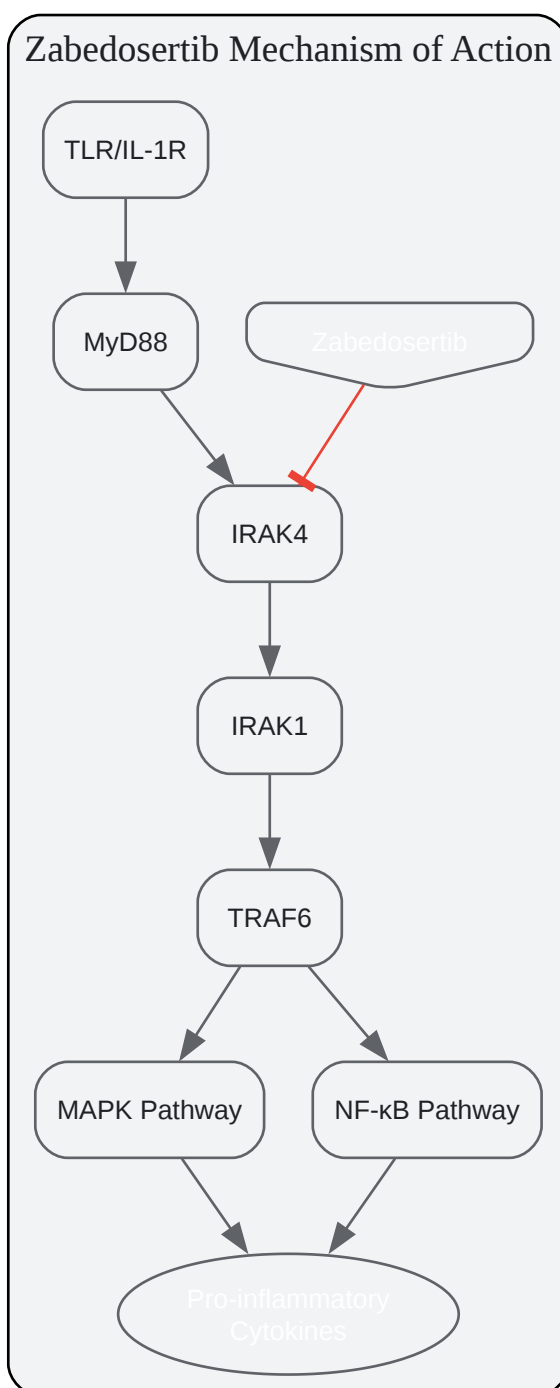 Zabedosertib Mechanism of Action
TLR/IL-1R
MyD88
Zabedosertib
IRAK4
IRAK1
TRAF6
MAPK Pathway
NF-κB Pathway
Pro-inflammatory
Cytokines